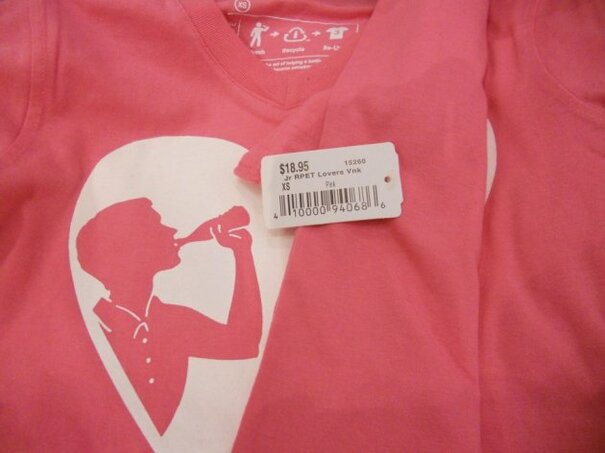 XS
Recycle
$18.95 15260
Jr RPET Lovers Vnk
XS Pink
4 10000 94068 6